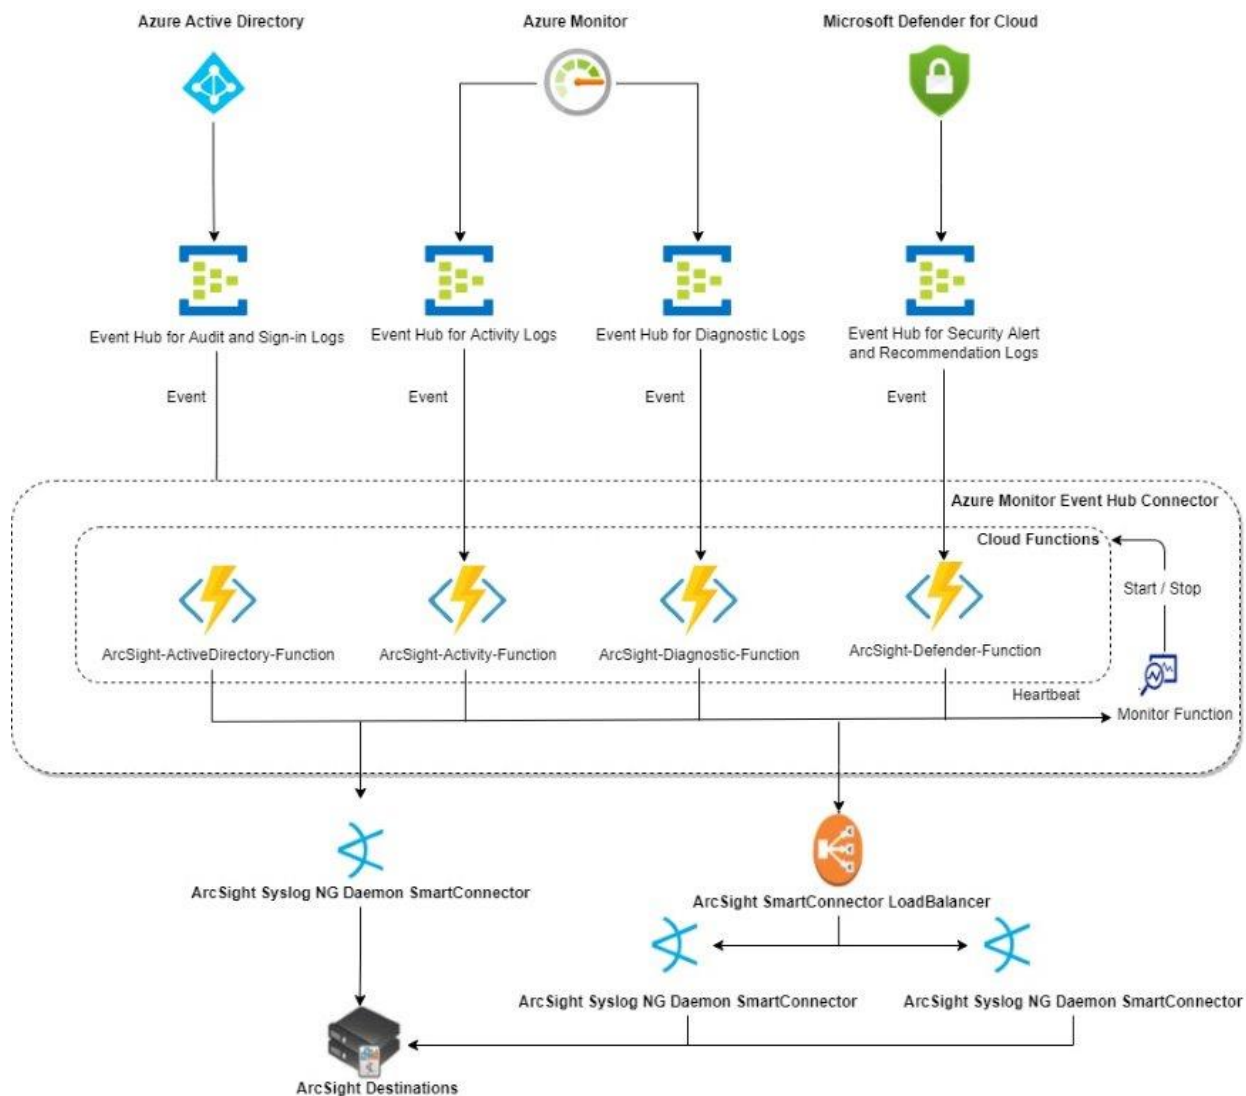 Azure Active Directory
Azure Monitor
Microsoft Defender for Cloud
Event Hub for Audit and Sign-in Logs
Event Hub for Activity Logs
Event Hub for Diagnostic Logs
Event Hub for Security Alert
and Recommendation Logs
Event
Event
Event
Event
Azure Monitor Event Hub Connector
Cloud Functions
Start / Stop
ArcSight-ActiveDirectory-Function
ArcSight-Activity-Function
ArcSight-Diagnostic-Function
ArcSight-Defender-Function
Heartbeat
Monitor Function
ArcSight Syslog NG Daemon SmartConnector
ArcSight SmartConnector LoadBalancer
ArcSight Syslog NG Daemon SmartConnector
ArcSight Syslog NG Daemon SmartConnector
ArcSight Destinations